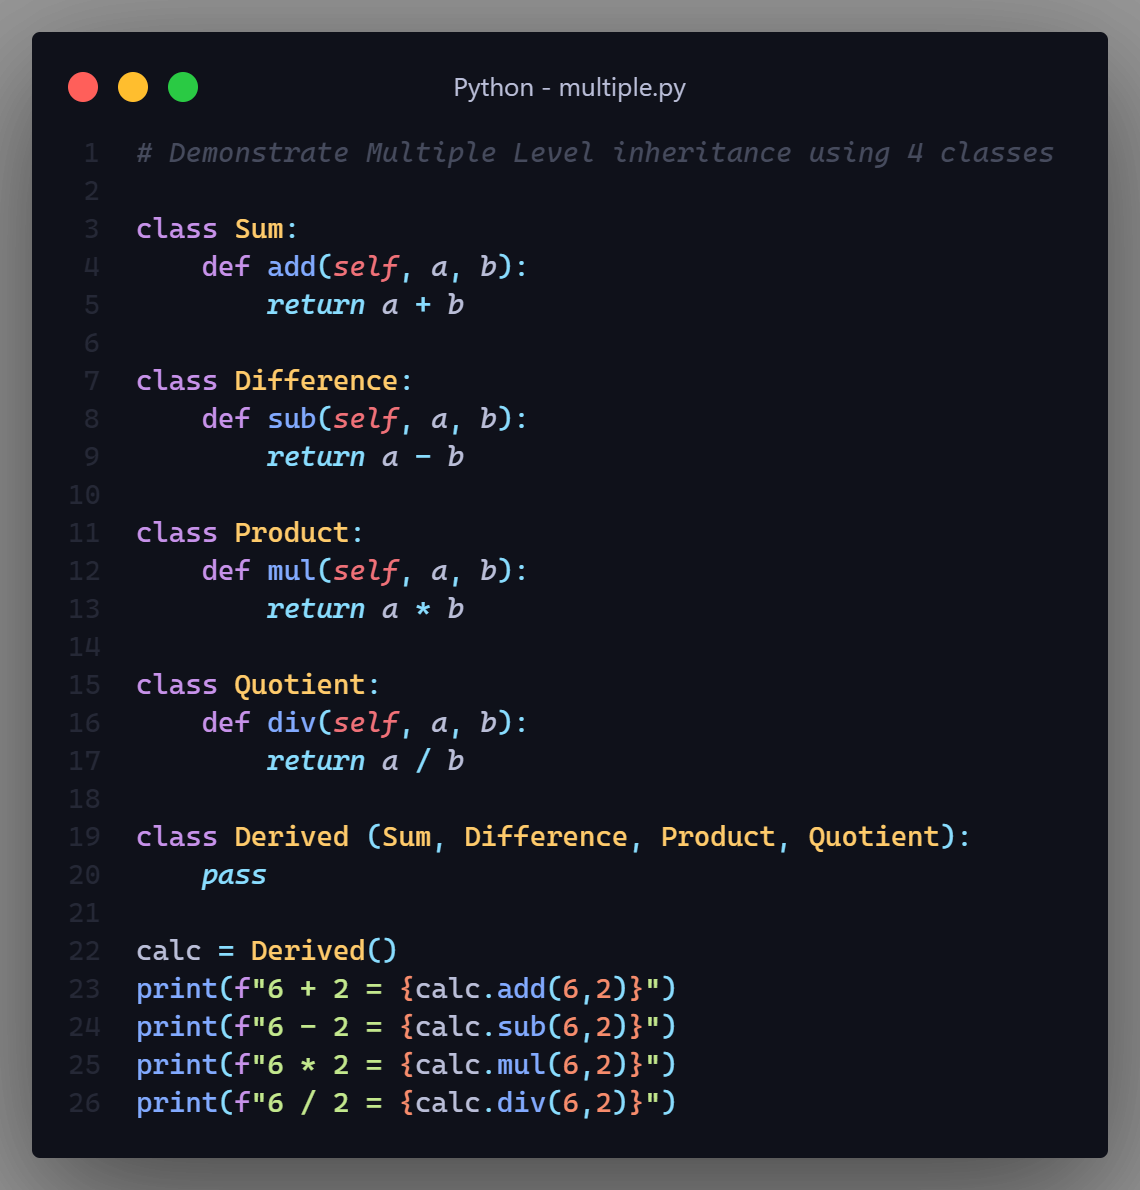 Python - multiple.py
1 # Demonstrate Multiple Level inheritance using 4 classes
2
3 class Sum:
4     def add(self, a, b):
5         return a + b
6
7 class Difference:
8     def sub(self, a, b):
9         return a - b
10
11 class Product:
12     def mul(self, a, b):
13         return a * b
14
15 class Quotient:
16     def div(self, a, b):
17         return a / b
18
19 class Derived (Sum, Difference, Product, Quotient):
20     pass
21
22 calc = Derived()
23 print(f"6 + 2 = {calc.add(6,2)}")
24 print(f"6 - 2 = {calc.sub(6,2)}")
25 print(f"6 * 2 = {calc.mul(6,2)}")
26 print(f"6 / 2 = {calc.div(6,2)}")